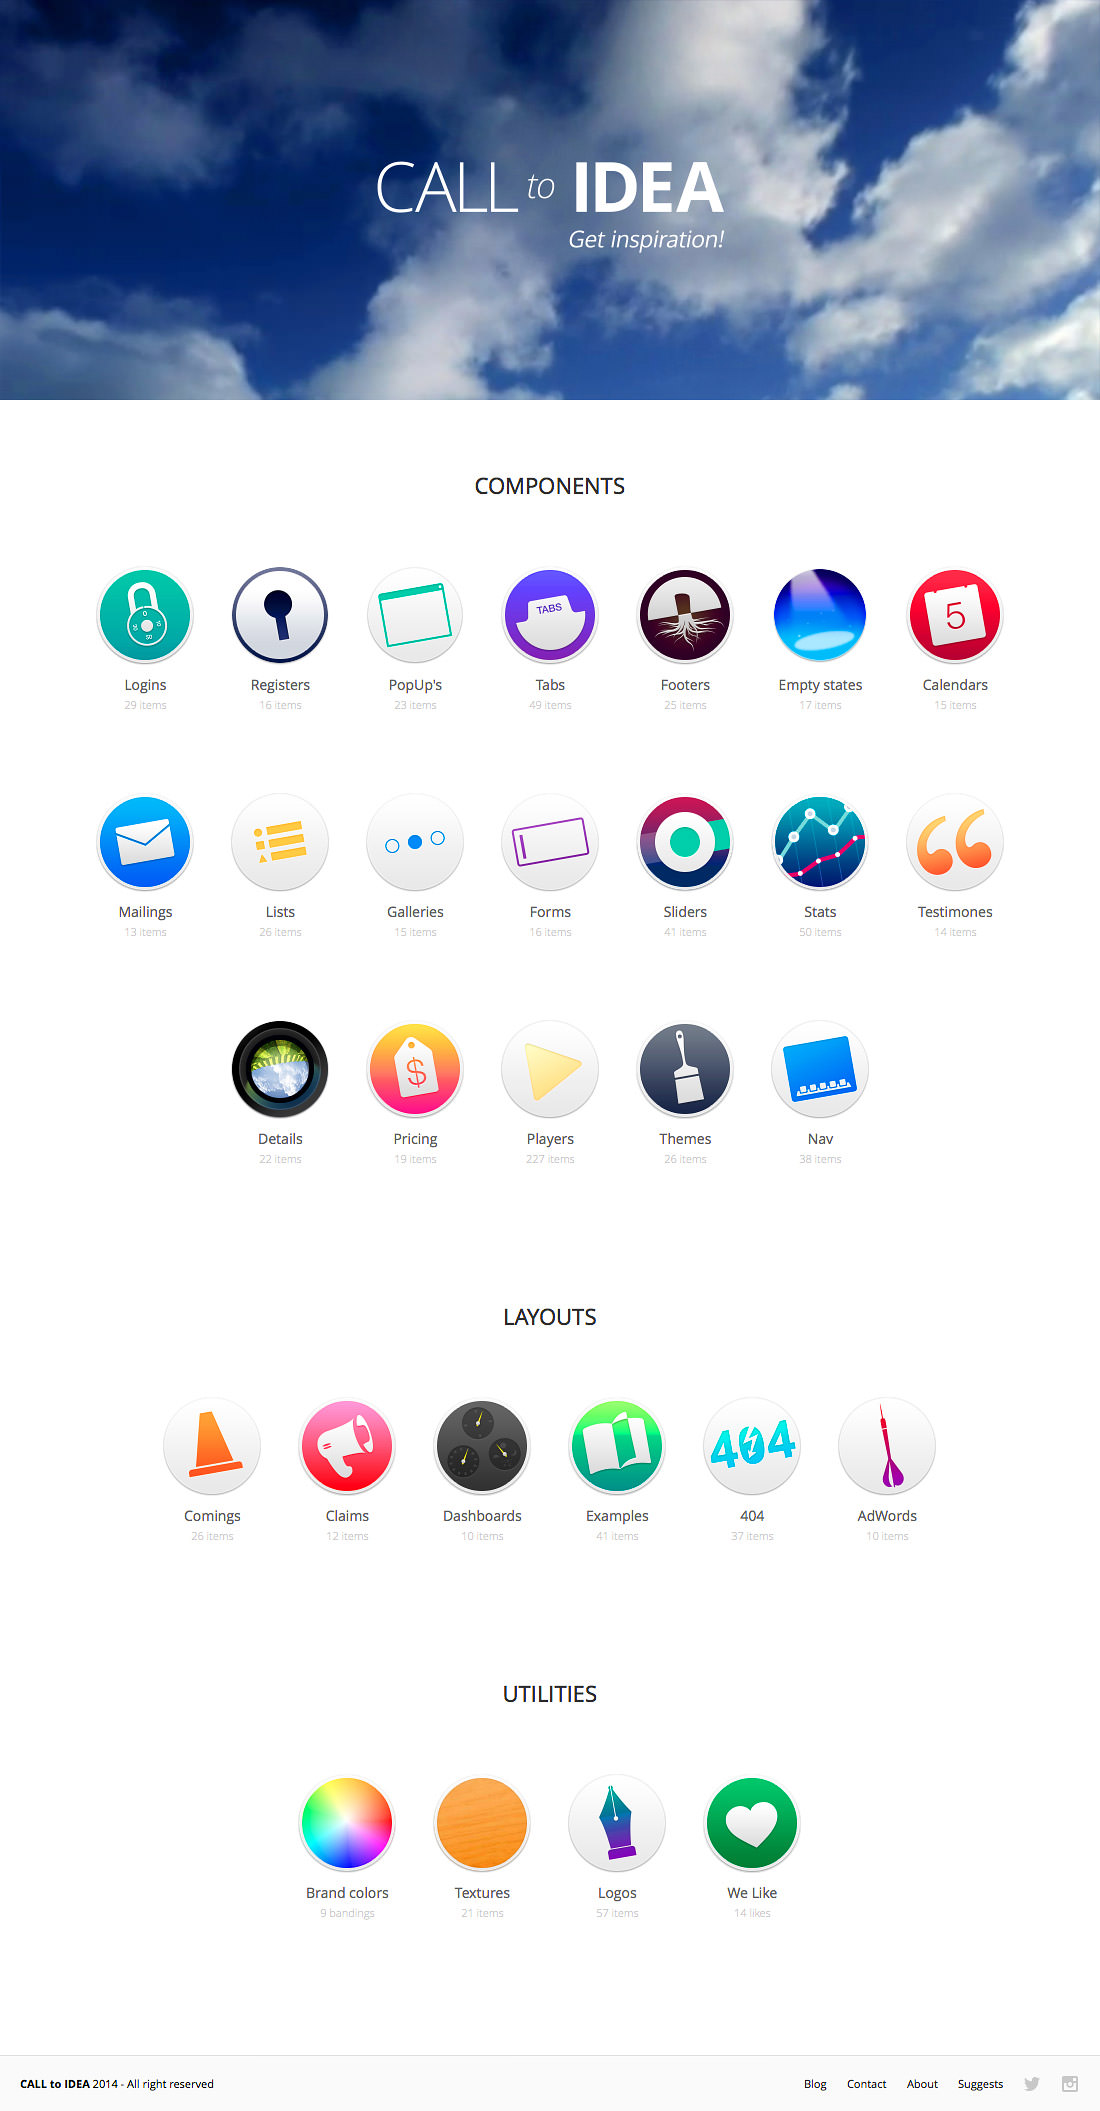 CALL to IDEA
Get inspiration!
COMPONENTS
TABS
5
Logins
Registers
PopUp's
Tabs
Footers
Empty states
Calendars
29 items
16 items
23 items
49 items
25 items
17 items
15 items
Mailings
Lists
Galleries
Forms
Sliders
Stats
Testimones
13 items
26 items
15 items
16 items
41 items
50 items
14 items
$
Details
Pricing
Players
Themes
Nav
22 items
19 items
227 items
26 items
38 items
LAYOUTS
404
Comings
Claims
Dashboards
Examples
404
AdWords
26 items
12 items
10 items
41 items
37 items
10 items
UTILITIES
Brand colors
Textures
Logos
We Like
9 bandings
21 items
57 items
14 likes
CALL to IDEA 2014 - All right reserved
Blog
Contact
About
Suggests